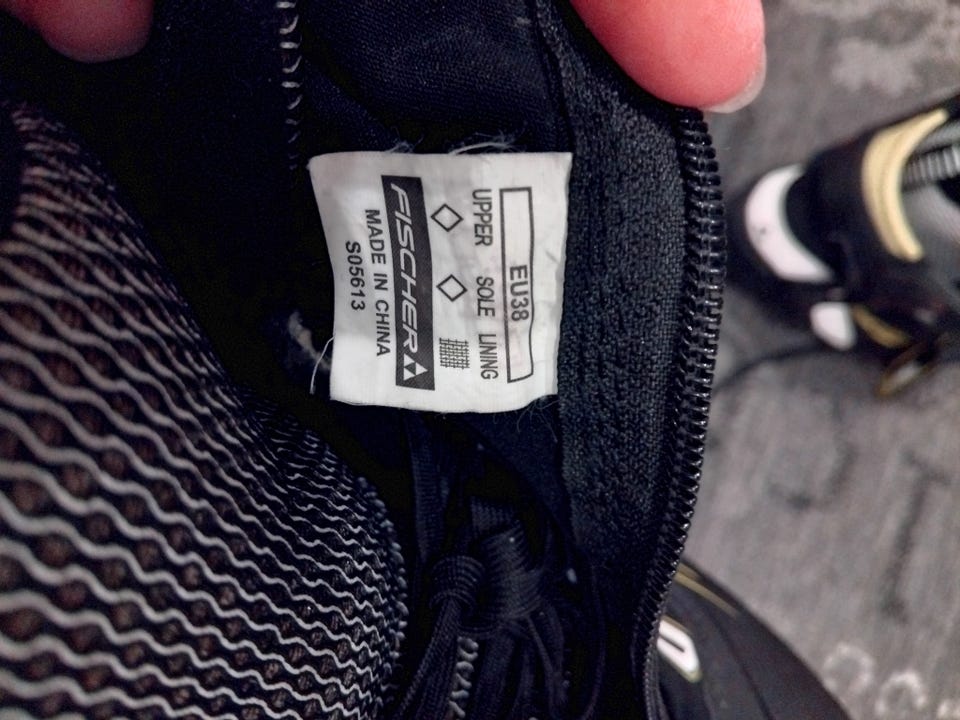 EU38
UPPER SOLE LINING
FISCHER
MADE IN CHINA
S05613